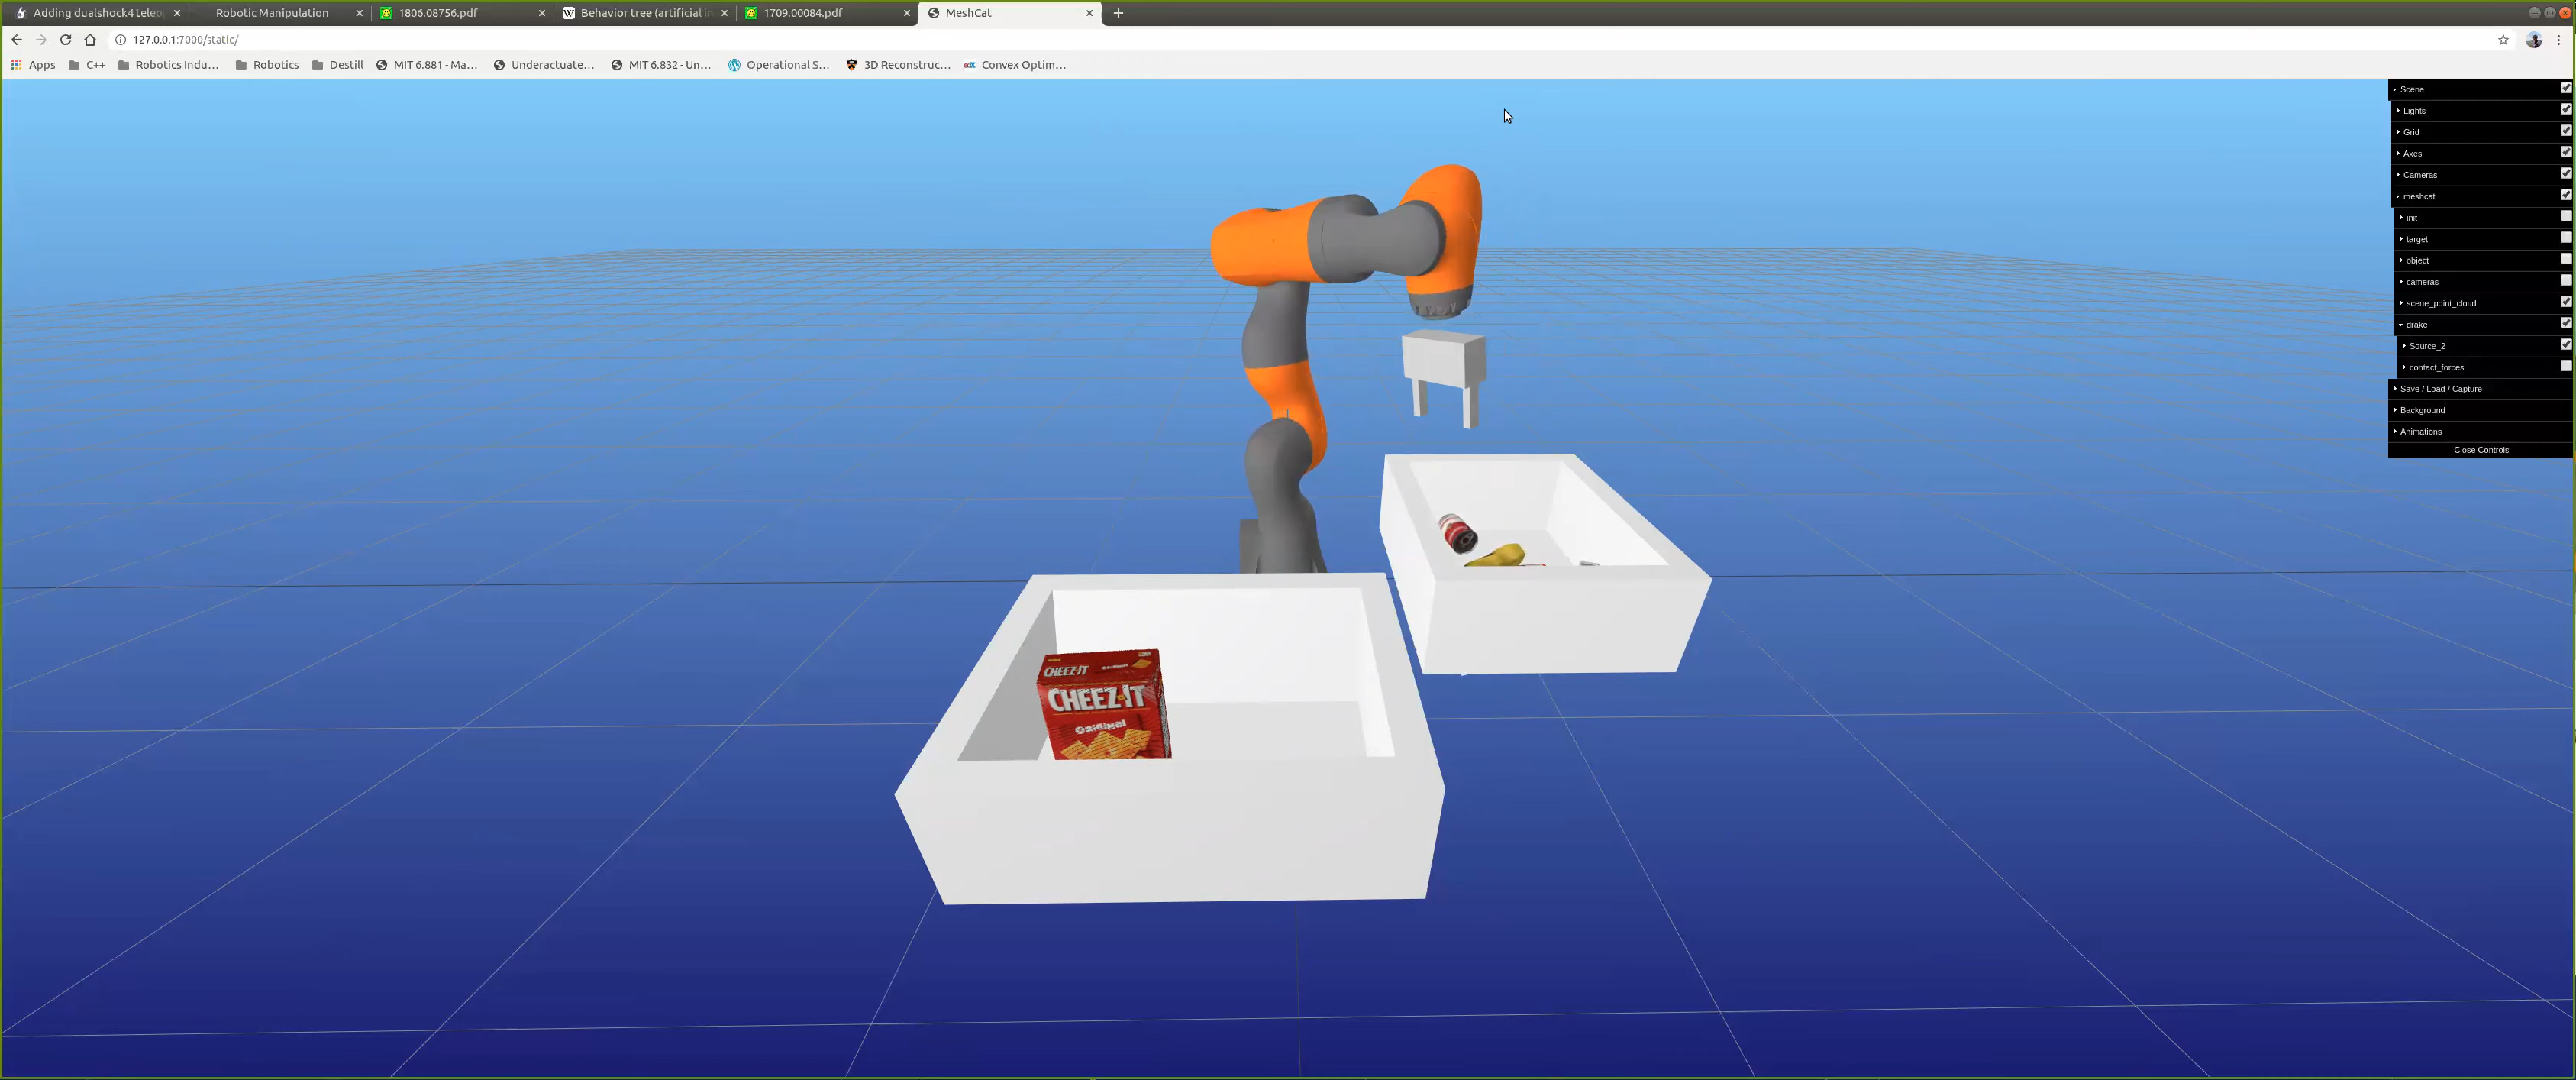 Adding dualshock4 teleo
Robotic Manipulation
1806.08756.pdf
Behavior tree (artificial in
1709.00084.pdf
MeshCat
127.0.0.1:7000/static/
Apps
C++
Robotics Indu...
Robotics
Destill
MIT 6.881 - Ma...
Underactuate...
MIT 6.832 - Un...
Operational S...
3D Reconstruc...
edX
Convex Optim...
Scene
Lights
Grid
Axes
Cameras
meshcat
init
target
object
cameras
scene_point_cloud
drake
Source_2
contact_forces
Save / Load / Capture
Background
Animations
Close Controls
CHEEZ-IT
CHEEZ-IT
Original